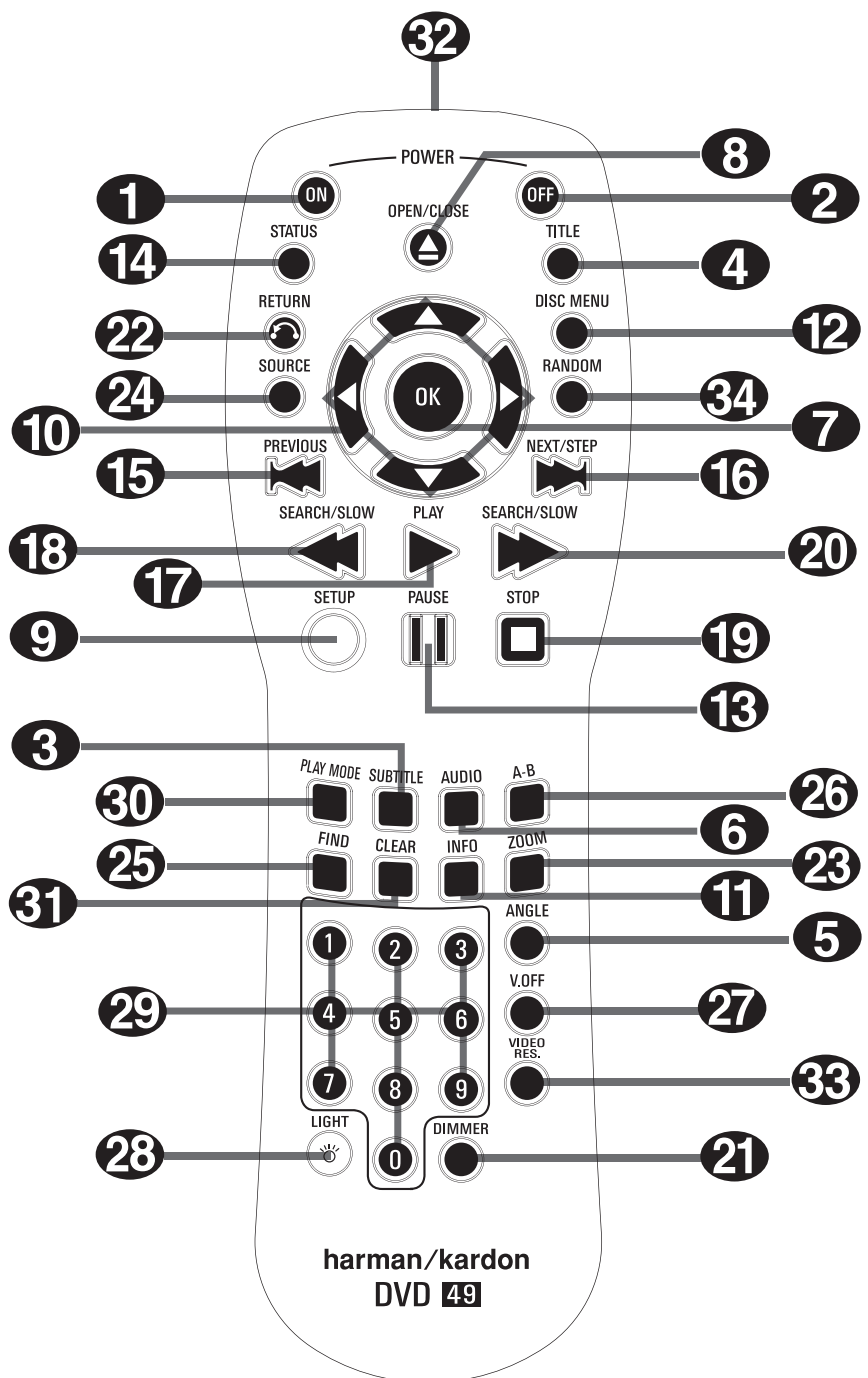 32
POWER
8
1
ON
OFF
2
OPEN/CLOSE
STATUS
TITLE
14
4
RETURN
DISC MENU
22
12
SOURCE
RANDOM
24
OK
34
10
7
PREVIOUS
NEXT/STEP
15
16
SEARCH/SLOW
PLAY
SEARCH/SLOW
18
20
17
SETUP
PAUSE
STOP
9
19
13
3
PLAY MODE
SUBTITLE
AUDIO
A-B
30
26
6
FIND
CLEAR
INFO
ZOOM
25
23
31
11
ANGLE
1
2
3
5
V.OFF
29
4
5
6
27
VIDEO
RES.
7
8
9
33
LIGHT
DIMMER
28
0
21
harman/kardon
DVD 49